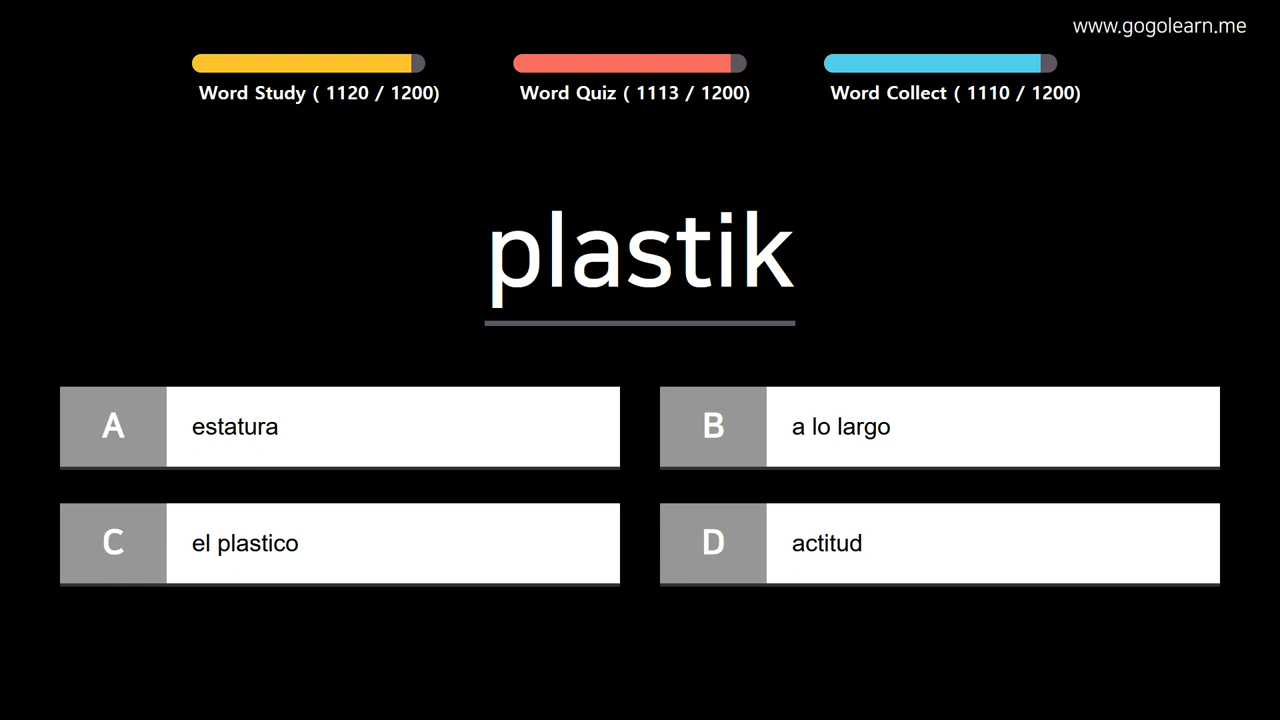 www.gogolearn.me
Word Study ( 1120 / 1200)
Word Quiz ( 1113 / 1200)
Word Collect ( 1110 / 1200)
plastik
A estatura
B a lo largo
C el plastico
D actitud